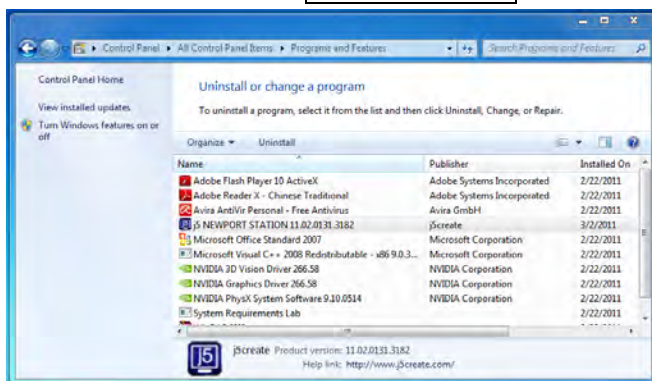 Control Panel ▸ All Control Panel Items ▸ Programs and Features
Search Programs and Features
Control Panel Home
View installed updates
Turn Windows features on or off
Uninstall or change a program
To uninstall a program, select it from the list and then click Uninstall, Change, or Repair.
Organize Uninstall
Name Publisher Installed On
Adobe Flash Player 10 ActiveX Adobe Systems Incorporated 2/22/2011
Adobe Reader X - Chinese Traditional Adobe Systems Incorporated 2/22/2011
Avira AntiVir Personal - Free Antivirus Avira GmbH 2/22/2011
j5 NEWPORT STATION 11.02.0131.3182 j5create 3/2/2011
Microsoft Office Standard 2007 Microsoft Corporation 2/22/2011
Microsoft Visual C++ 2008 Redistributable - x86 9.0.3... Microsoft Corporation 2/22/2011
NVIDIA 3D Vision Driver 266.58 NVIDIA Corporation 2/22/2011
NVIDIA Graphics Driver 266.58 NVIDIA Corporation 2/22/2011
NVIDIA PhysX System Software 9.10.0514 NVIDIA Corporation 2/22/2011
System Requirements Lab 2/22/2011
J5
j5create Product version: 11.02.0131.3182
Help link: http://www.j5create.com/